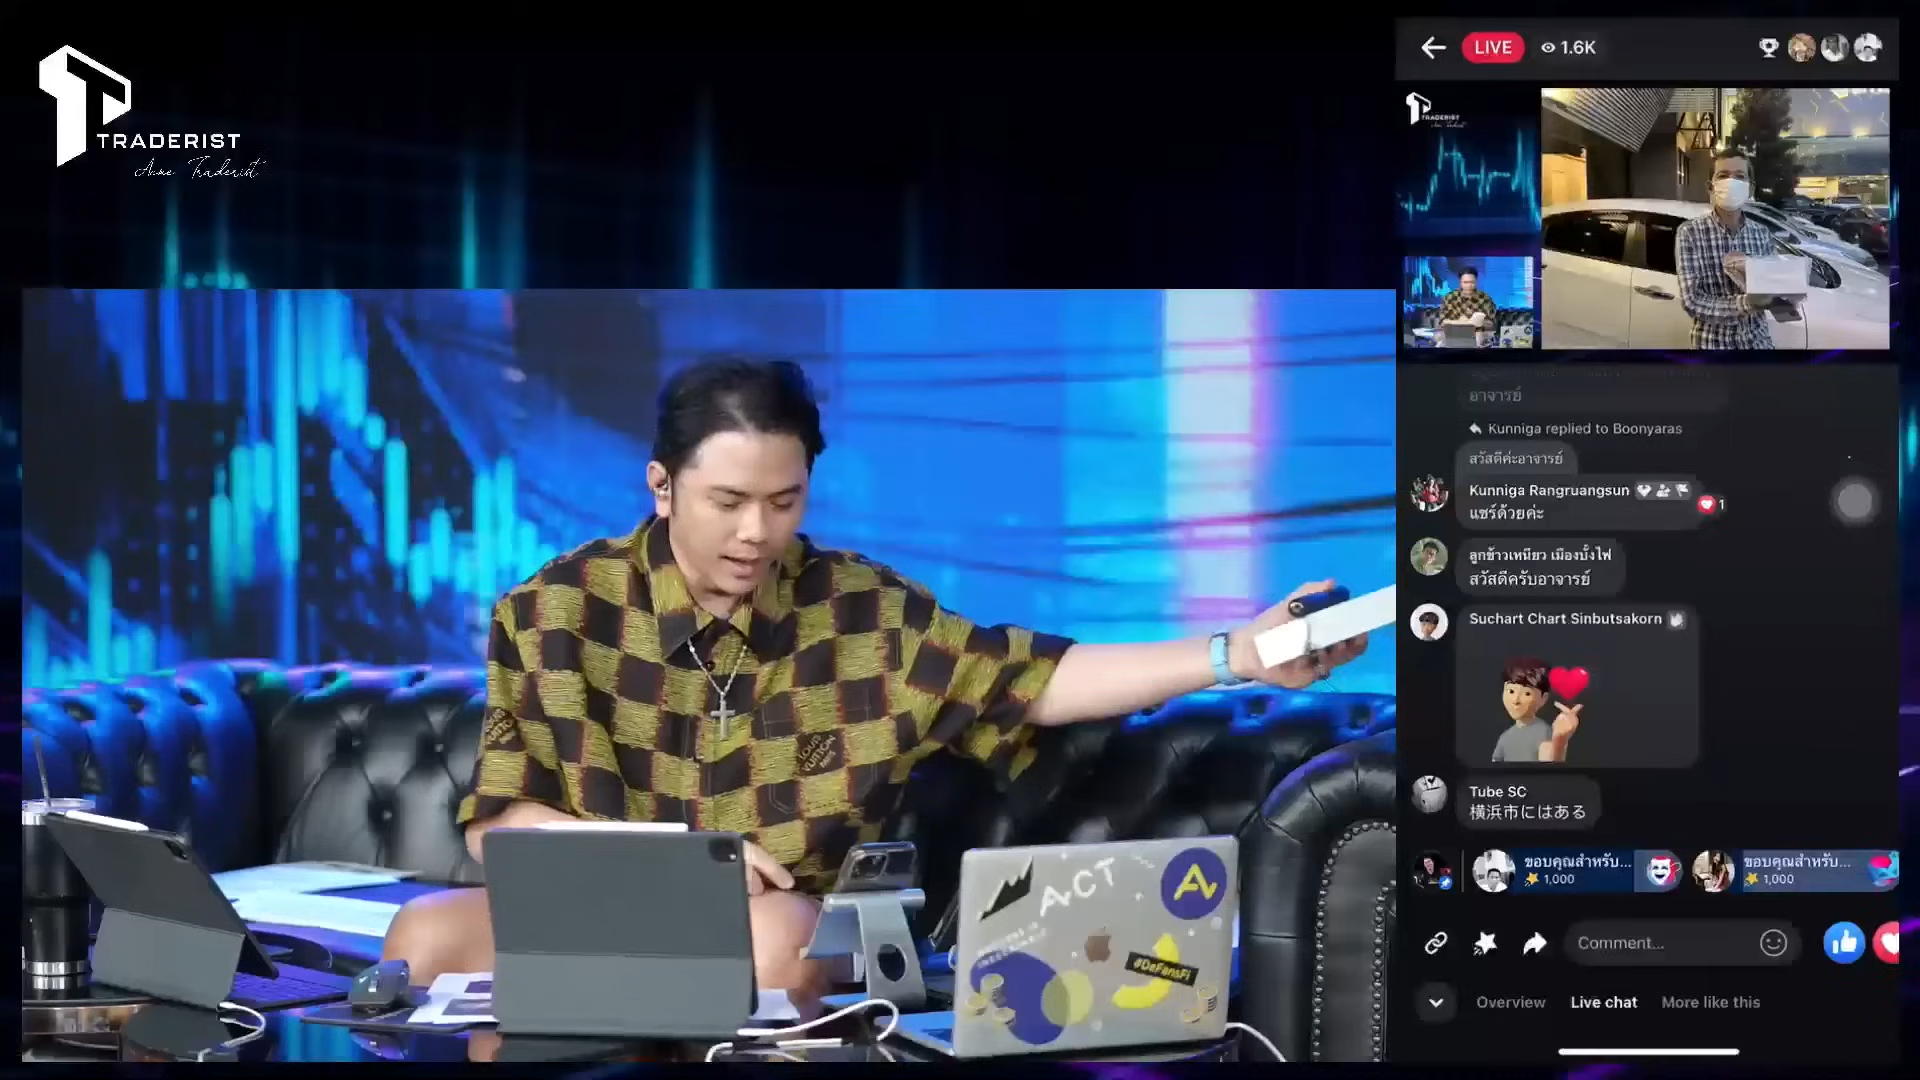 TRADERIST
Acme Traderist
LOUIS
VUITTON
ACT
#DeFansFi
LIVE
1.6K
TRADERIST
อาจารย์
Kunniga replied to Boonyaras
สวัสดีค่ะอาจารย์
Kunniga Rangruangsun
แชร์ด้วยค่ะ
1
ลูกข้าวเหนียว เมืองบั้งไฟ
สวัสดีครับอาจารย์
Suchart Chart Sinbutsakorn
Tube SC
横浜市にはある
ขอบคุณสำหรับ...
1,000
ขอบคุณสำหรับ...
1,000
Comment...
Overview
Live chat
More like this